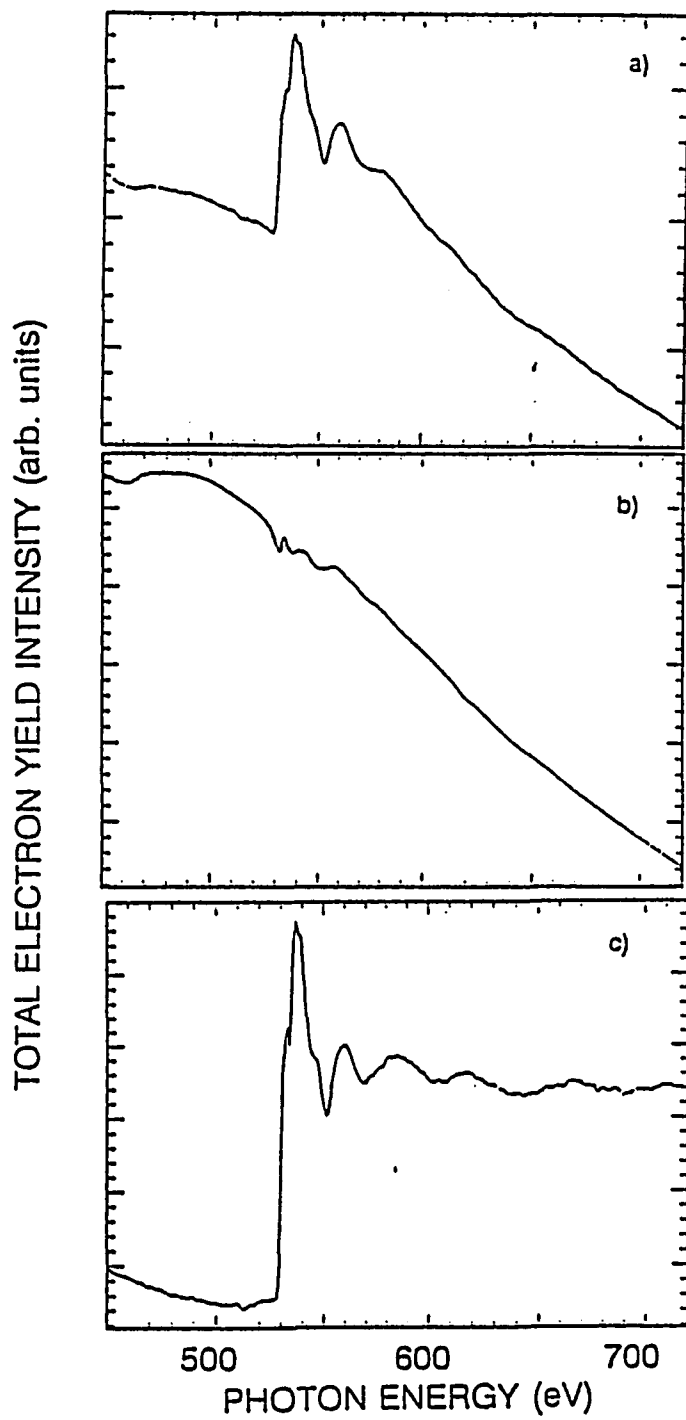 TOTAL ELECTRON YIELD INTENSITY (arb. units)
a)
b)
c)
500 600 700
PHOTON ENERGY (eV)